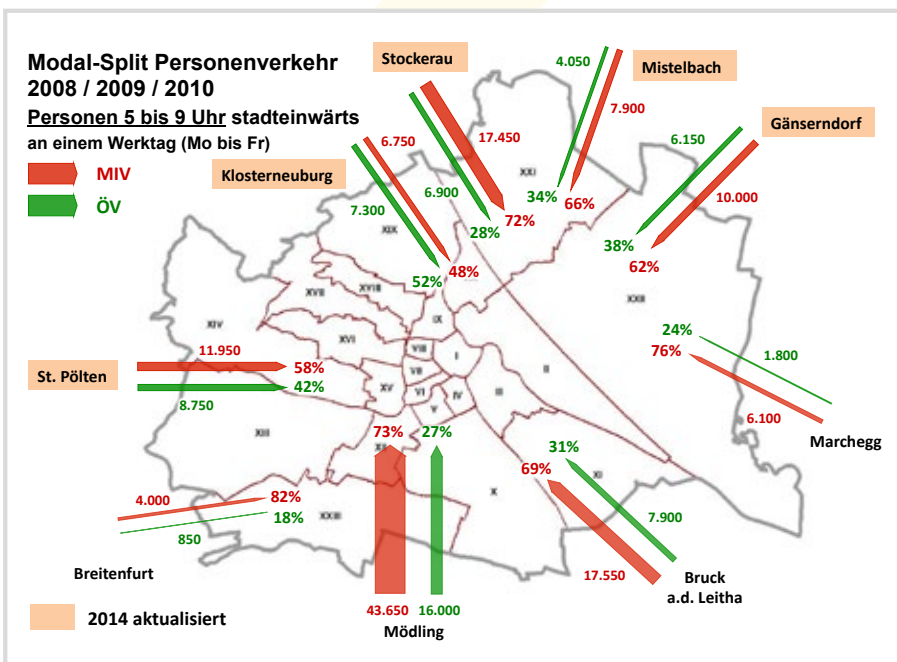 Modal-Split Personenverkehr
2008 / 2009 / 2010
Personen 5 bis 9 Uhr stadteinwärts
an einem Werktag (Mo bis Fr)
MIV
ÖV
Stockerau
4.050
Mistelbach
7.900
Gänserndorf
17.450
6.150
6.750
Klosterneuburg
6.900
7.300
XXI
34%
66%
10.000
72%
28%
38%
62%
XIX
48%
52%
XXII
XVII
XVIII
XIV
IX
24%
76%
1.800
XVI
VIII
I
II
11.950
St. Pölten
58%
42%
VII
XV
VI
IV
III
V
8.750
6.100
Marchegg
XIII
73%
27%
XII
31%
69%
XI
X
4.000
82%
18%
XXIII
850
7.900
Breitenfurt
17.550
Bruck
a.d. Leitha
43.650
16.000
Mödling
2014 aktualisiert